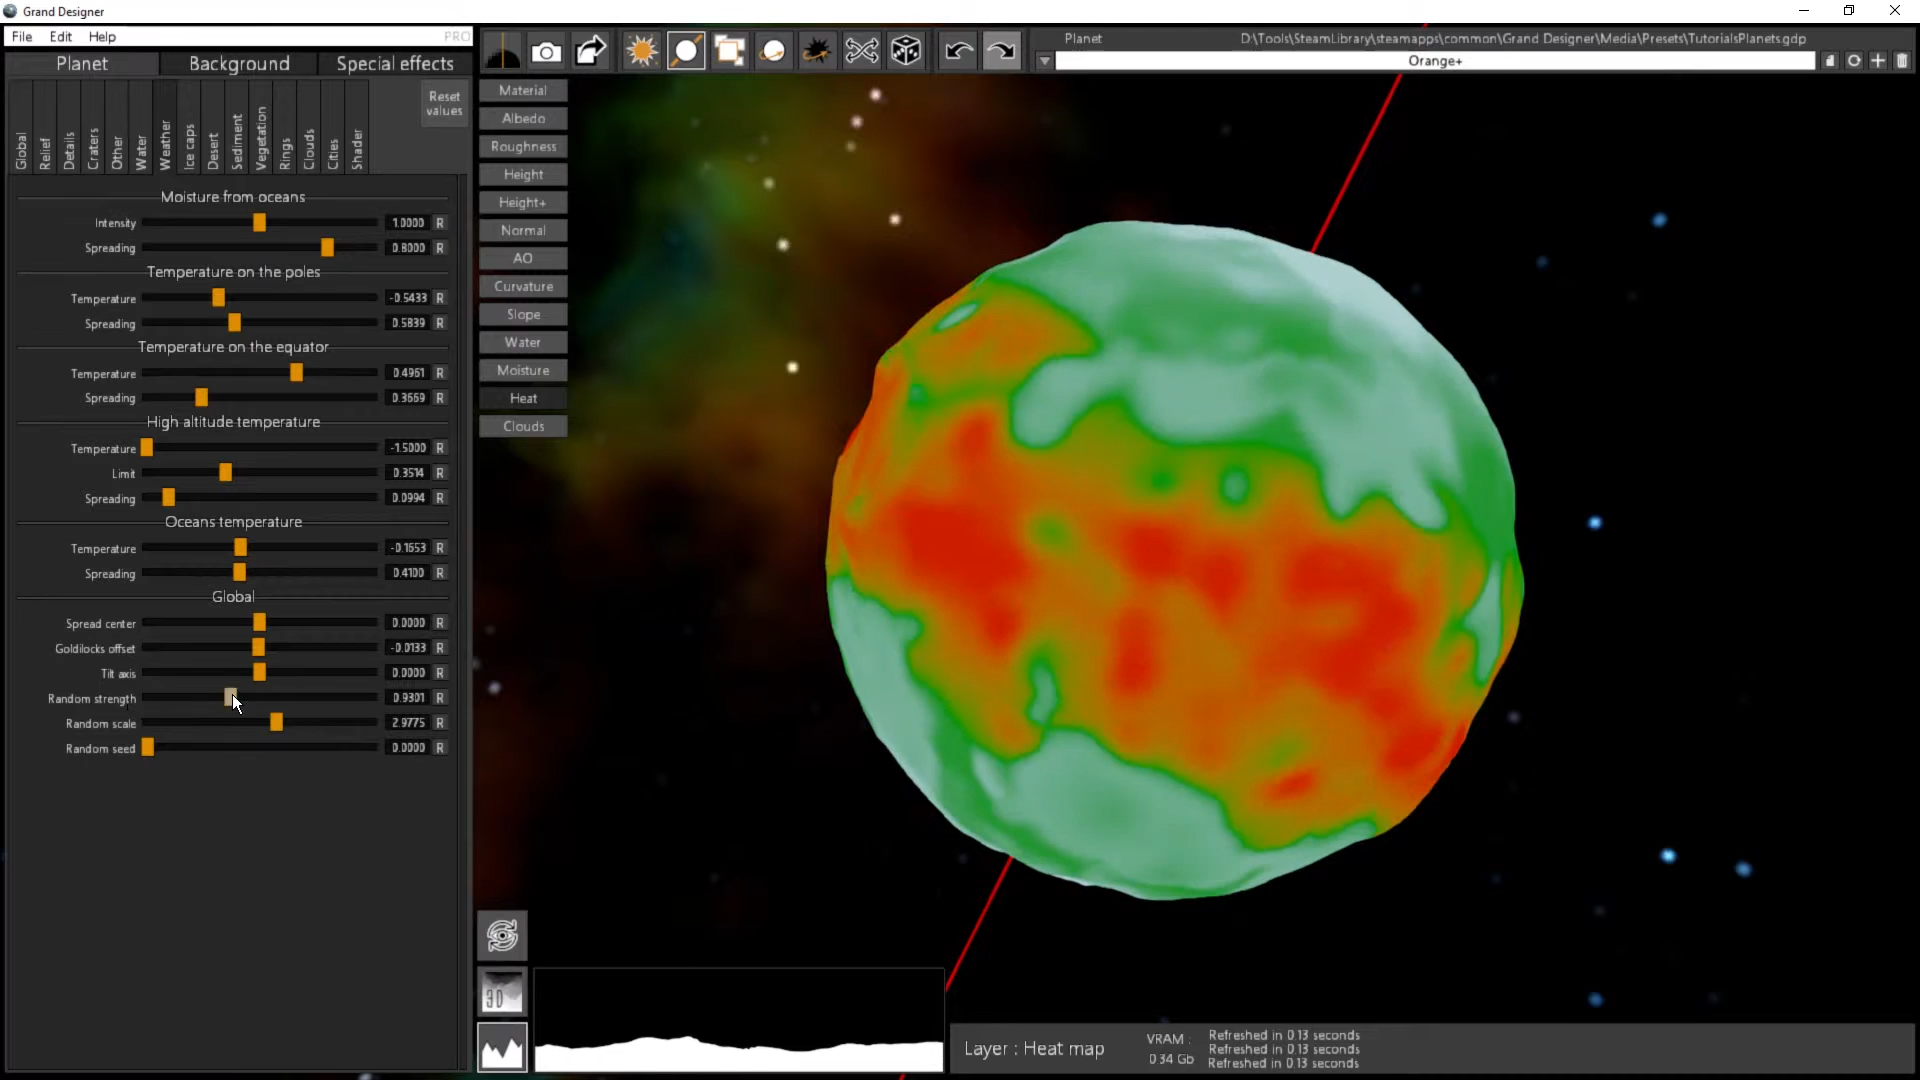 Grand Designer
File Edit Help PRO
Planet Background Special effects
Global Relief Details Craters Other Water Weather Ice caps Desert Sediment Vegetation Rings Clouds Cities Shader
Reset values
Moisture from oceans
Intensity 1.0000 R
Spreading 0.8000 R
Temperature on the poles
Temperature -0.5433 R
Spreading 0.5839 R
Temperature on the equator
Temperature 0.4961 R
Spreading 0.3669 R
High altitude temperature
Temperature -1.5000 R
Limit 0.3514 R
Spreading 0.0994 R
Oceans temperature
Temperature -0.1653 R
Spreading 0.4100 R
Global
Spread center 0.0000 R
Goldilocks offset -0.0133 R
Tilt axis 0.0000 R
Random strength 0.9301 R
Random scale 2.9775 R
Random seed 0.0000 R
Planet D:\Tools\SteamLibrary\steamapps\common\Grand Designer\Media\Presets\TutorialsPlanets.gdp
Orange+
Material
Albedo
Roughness
Height
Height+
Normal
AO
Curvature
Slope
Water
Moisture
Heat
Clouds
3D
Layer : Heat map
VRAM :
0.34 Gb
Refreshed in 0.13 seconds
Refreshed in 0.13 seconds
Refreshed in 0.13 seconds